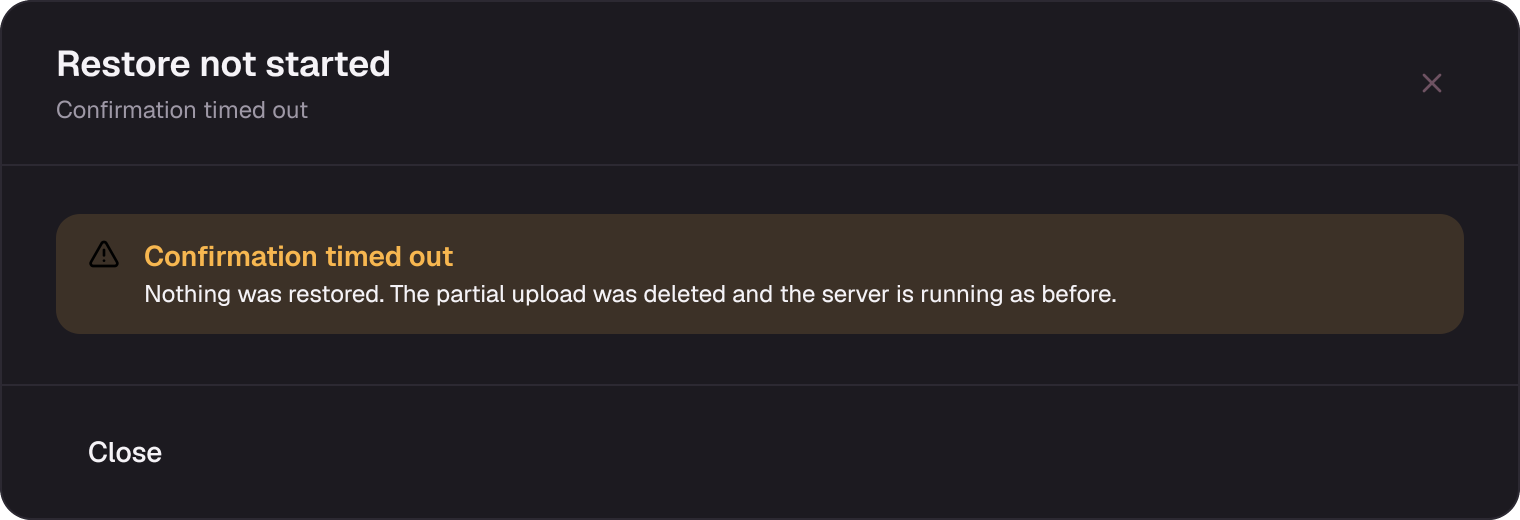 Restore not started
Confirmation timed out
Confirmation timed out
Nothing was restored. The partial upload was deleted and the server is running as before.
Close